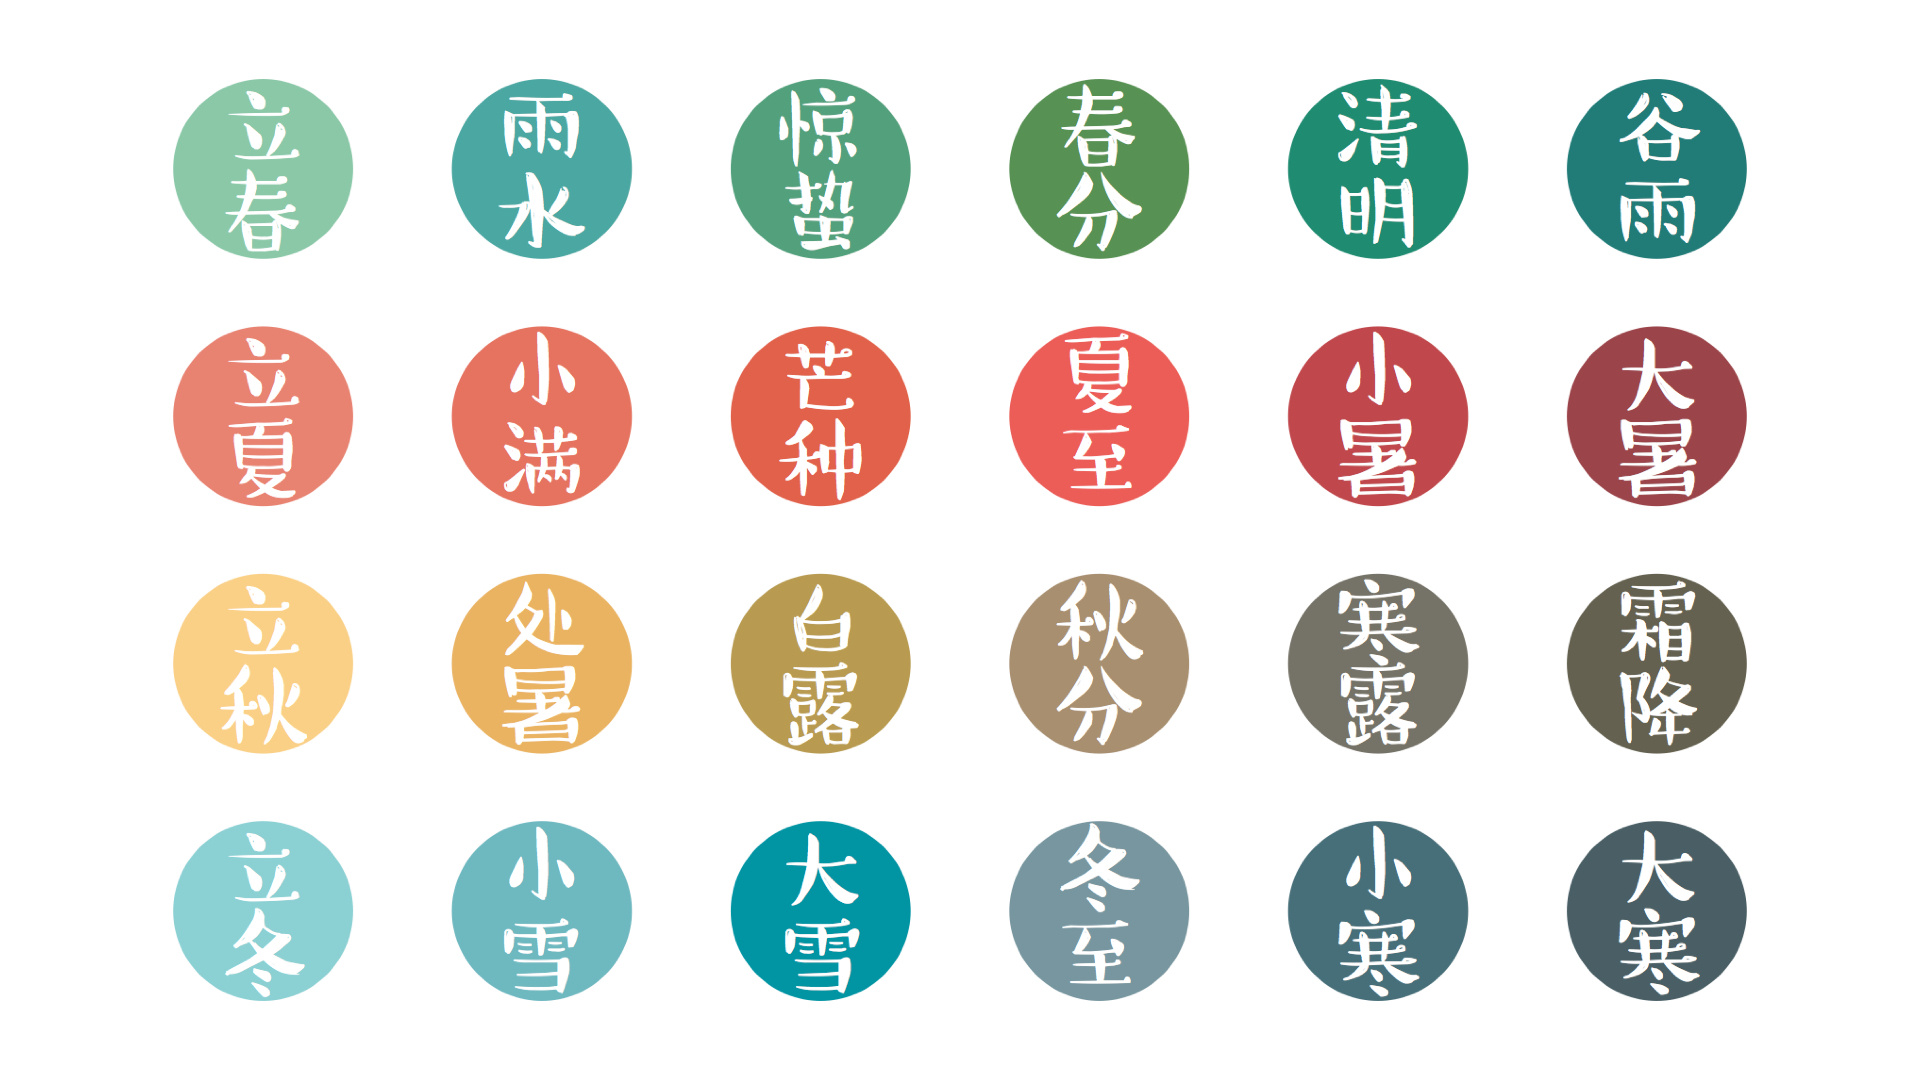 立春
雨水
惊蛰
春分
清明
谷雨
立夏
小满
芒种
夏至
小暑
大暑
立秋
处暑
白露
秋分
寒露
霜降
立冬
小雪
大雪
冬至
小寒
大寒